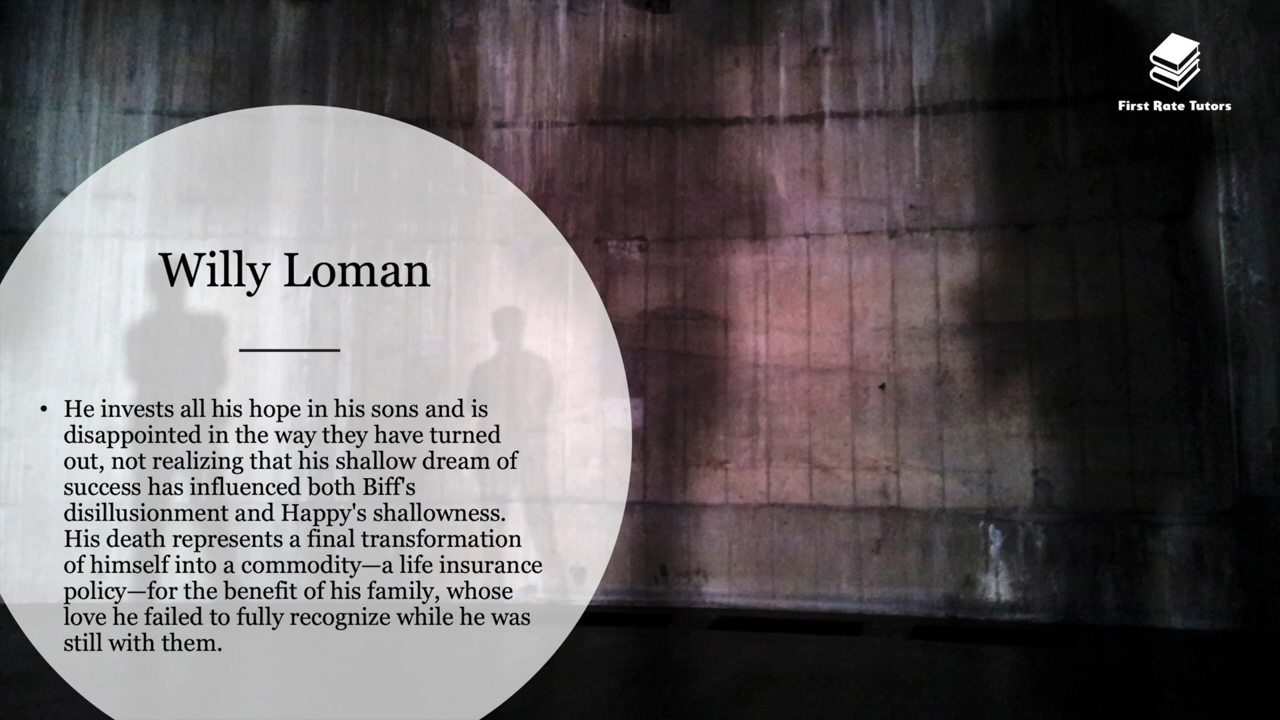 First Rate Tutors
Willy Loman
• He invests all his hope in his sons and is
disappointed in the way they have turned
out, not realizing that his shallow dream of
success has influenced both Biff's
disillusionment and Happy's shallowness.
His death represents a final transformation
of himself into a commodity—a life insurance
policy—for the benefit of his family, whose
love he failed to fully recognize while he was
still with them.